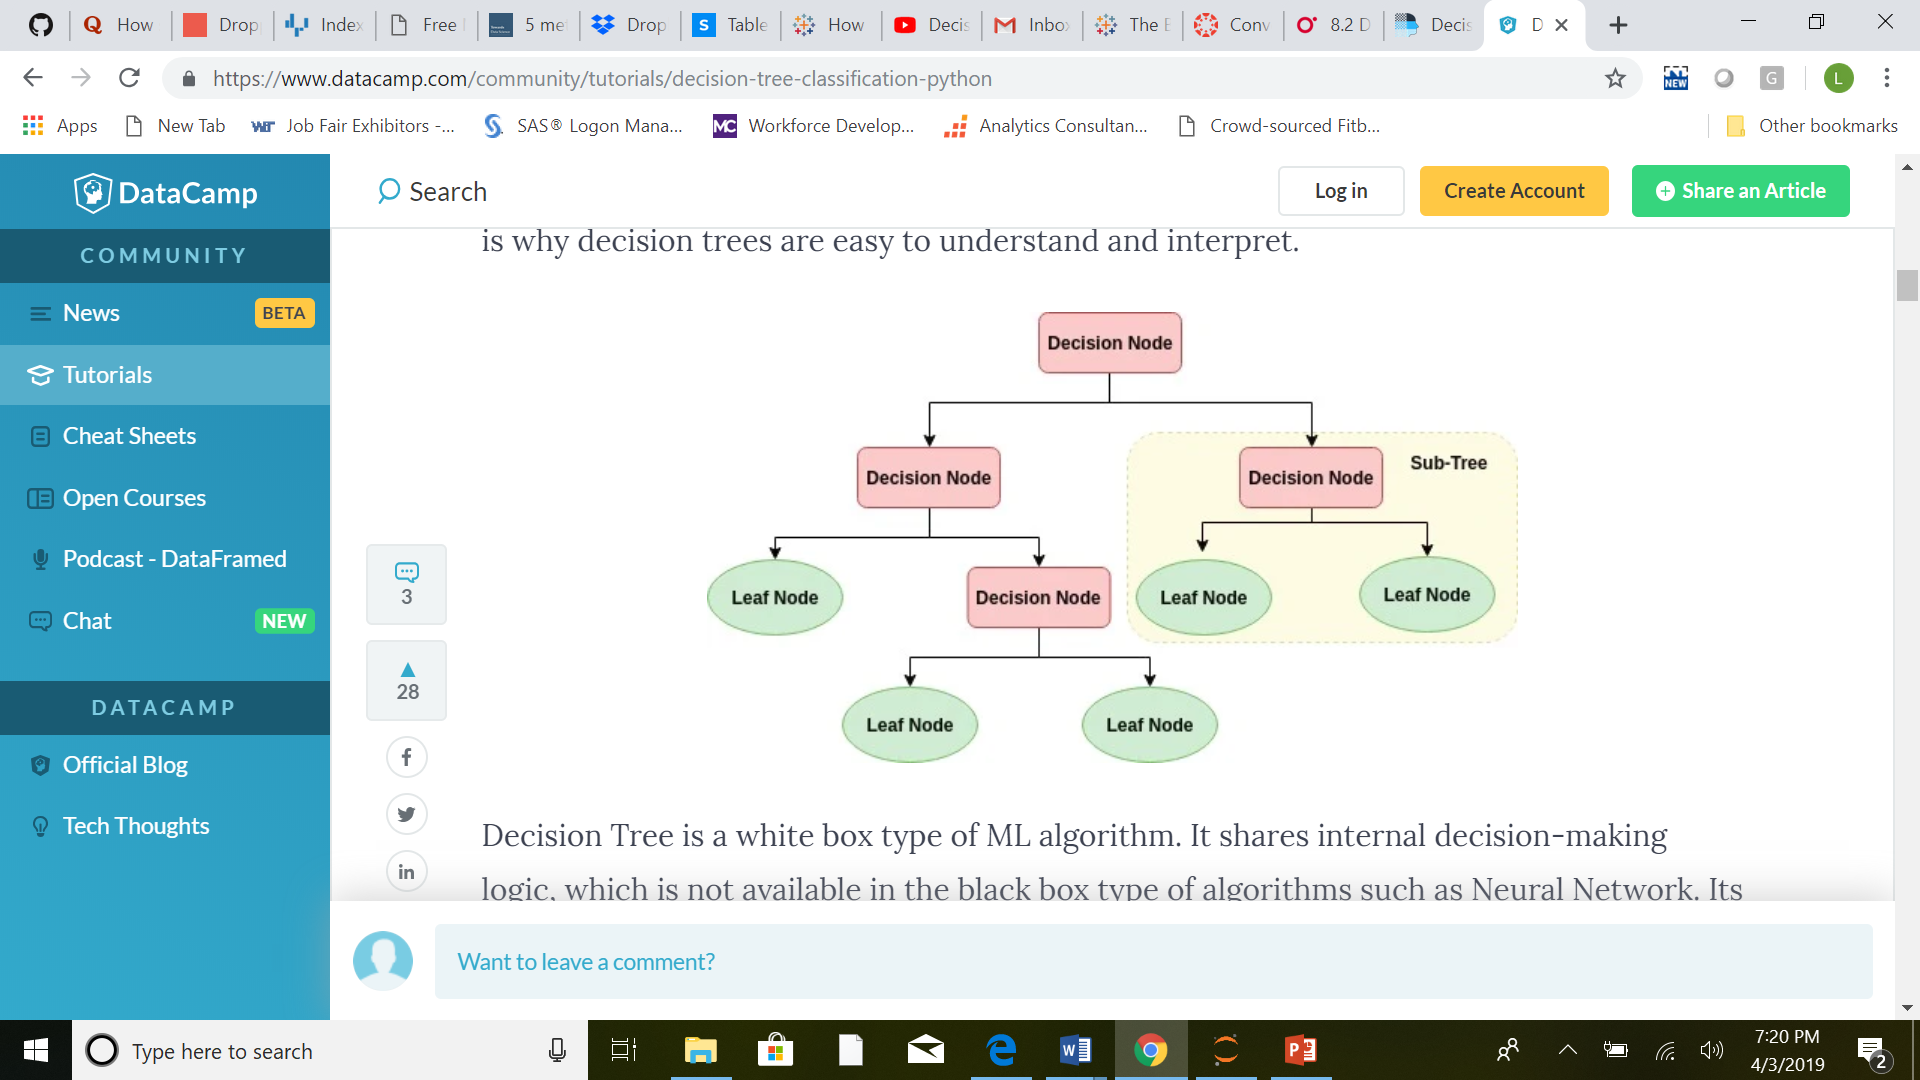 How
Drop
Index
Free
5 me
Drop
S Table
How
Decis
Inbo
The E
Conv
8.2 D
Decis
D
https://www.datacamp.com/community/tutorials/decision-tree-classification-python
NEW
G
L
Apps
New Tab
Job Fair Exhibitors -...
SAS® Logon Mana...
MC Workforce Develop...
Analytics Consultan...
Crowd-sourced Fitb...
Other bookmarks
DataCamp
Search
Log in
Create Account
Share an Article
COMMUNITY
News BETA
Tutorials
Cheat Sheets
Open Courses
Podcast - DataFramed
Chat NEW
DATACAMP
Official Blog
Tech Thoughts
3
28
is why decision trees are easy to understand and interpret.
Decision Node
Decision Node
Decision Node
Sub-Tree
Leaf Node
Decision Node
Leaf Node
Leaf Node
Leaf Node
Leaf Node
Decision Tree is a white box type of ML algorithm. It shares internal decision-making
logic, which is not available in the black box type of algorithms such as Neural Network. Its
Want to leave a comment?
Type here to search
7:20 PM
4/3/2019
2